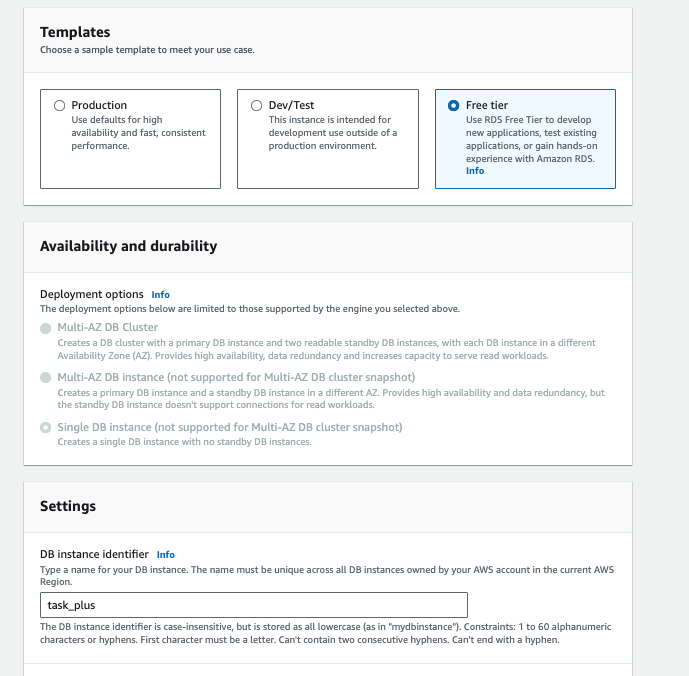 Templates
Choose a sample template to meet your use case.
Production
Use defaults for high
availability and fast, consistent
performance.
Dev/Test
This instance is intended for
development use outside of a
production environment.
Free tier
Use RDS Free Tier to develop
new applications, test existing
applications, or gain hands-on
experience with Amazon RDS.
Info
Availability and durability
Deployment options Info
The deployment options below are limited to those supported by the engine you selected above.
Multi-AZ DB Cluster
Creates a DB cluster with a primary DB instance and two readable standby DB instances, with each DB instance in a different
Availability Zone (AZ). Provides high availability, data redundancy and increases capacity to serve read workloads.
Multi-AZ DB instance (not supported for Multi-AZ DB cluster snapshot)
Creates a primary DB instance and a standby DB instance in a different AZ. Provides high availability and data redundancy, but
the standby DB instance doesn't support connections for read workloads.
Single DB instance (not supported for Multi-AZ DB cluster snapshot)
Creates a single DB instance with no standby DB instances.
Settings
DB instance identifier Info
Type a name for your DB instance. The name must be unique across all DB instances owned by your AWS account in the current AWS
Region.
task_plus
The DB instance identifier is case-insensitive, but is stored as all lowercase (as in "mydbinstance"). Constraints: 1 to 60 alphanumeric
characters or hyphens. First character must be a letter. Can't contain two consecutive hyphens. Can't end with a hyphen.